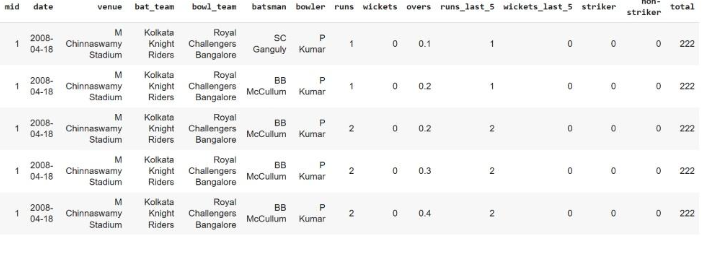 mid date venue bat_team bowl_team batsman bowler runs wickets overs runs_last_5 wickets_last_5 striker non-striker total
1 2008-04-18 M Chinnaswamy Stadium Kolkata Knight Riders Royal Challengers Bangalore SC Ganguly P Kumar 1 0 0.1 1 0 0 0 222
1 2008-04-18 M Chinnaswamy Stadium Kolkata Knight Riders Royal Challengers Bangalore BB McCullum P Kumar 1 0 0.2 1 0 0 0 222
1 2008-04-18 M Chinnaswamy Stadium Kolkata Knight Riders Royal Challengers Bangalore BB McCullum P Kumar 2 0 0.2 2 0 0 0 222
1 2008-04-18 M Chinnaswamy Stadium Kolkata Knight Riders Royal Challengers Bangalore BB McCullum P Kumar 2 0 0.3 2 0 0 0 222
1 2008-04-18 M Chinnaswamy Stadium Kolkata Knight Riders Royal Challengers Bangalore BB McCullum P Kumar 2 0 0.4 2 0 0 0 222